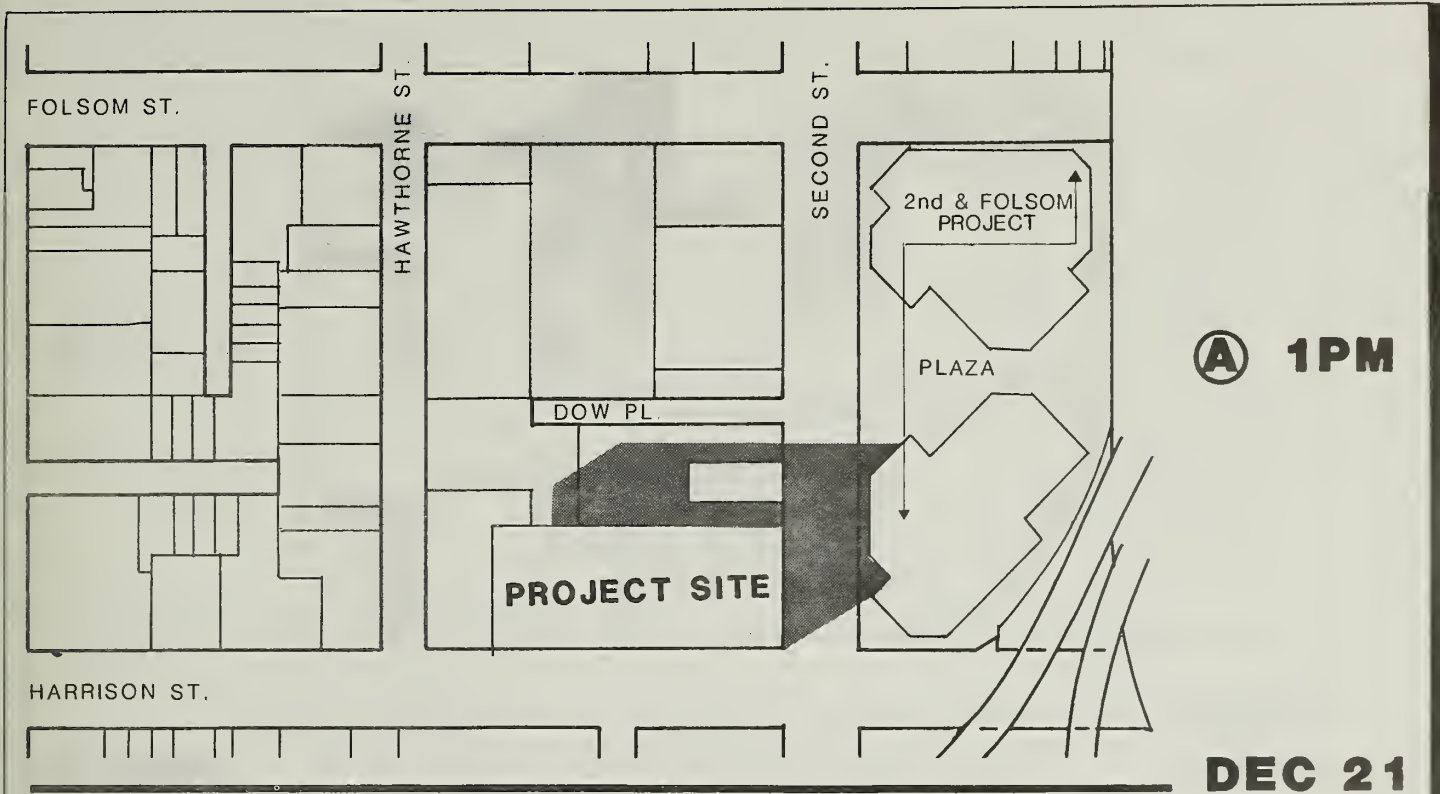 FOLSOM ST.
HAWTHORNE ST.
SECOND ST.
2nd & FOLSOM
PROJECT
PLAZA
Ⓐ 1PM
DOW PL.
PROJECT SITE
HARRISON ST.
DEC 21